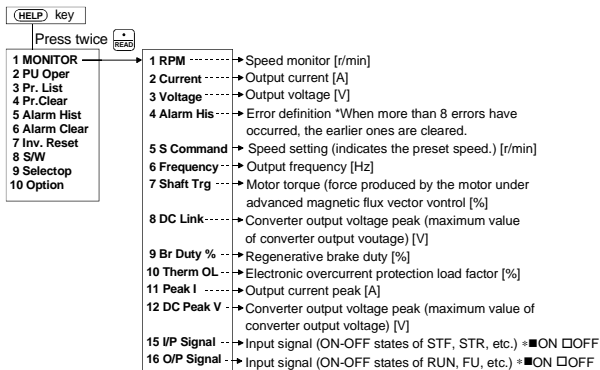 HELP key
Press twice • READ
1 MONITOR
2 PU Oper
3 Pr. List
4 Pr.Clear
5 Alarm Hist
6 Alarm Clear
7 Inv. Reset
8 S/W
9 Selectop
10 Option
1 RPM Speed monitor [r/min]
2 Current Output current [A]
3 Voltage Output voltage [V]
4 Alarm His Error definition *When more than 8 errors have
occurred, the earlier ones are cleared.
5 S Command Speed setting (indicates the preset speed.) [r/min]
6 Frequency Output frequency [Hz]
7 Shaft Trg Motor torque (force produced by the motor under
advanced magnetic flux vector vontrol) [%]
8 DC Link Converter output voltage peak (maximum value
of converter output voutage) [V]
9 Br Duty % Regenerative brake duty [%]
10 Therm OL Electronic overcurrent protection load factor [%]
11 Peak I Output current peak [A]
12 DC Peak V Converter output voltage peak (maximum value of
converter output voltage) [V]
15 I/P Signal Input signal (ON-OFF states of STF, STR, etc.) *■ON □OFF
16 O/P Signal Input signal (ON-OFF states of RUN, FU, etc.) *■ON □OFF